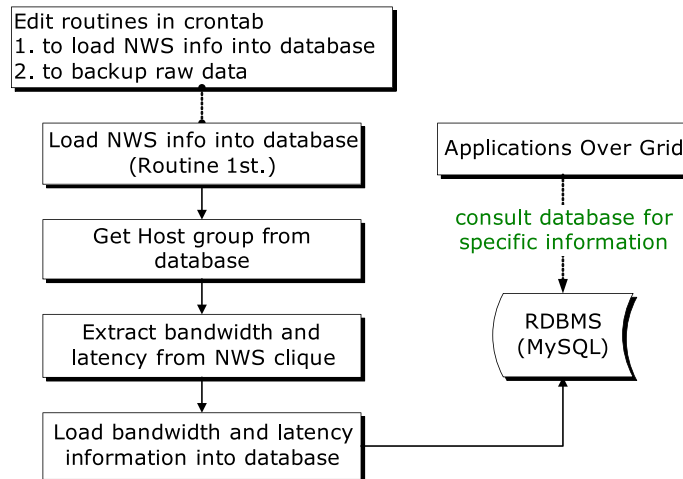 Edit routines in crontab
1. to load NWS info into database
2. to backup raw data
Load NWS info into database
(Routine 1st.)
Applications Over Grid
Get Host group from
database
consult database for
specific information
Extract bandwidth and
latency from NWS clique
RDBMS
(MySQL)
Load bandwidth and latency
information into database